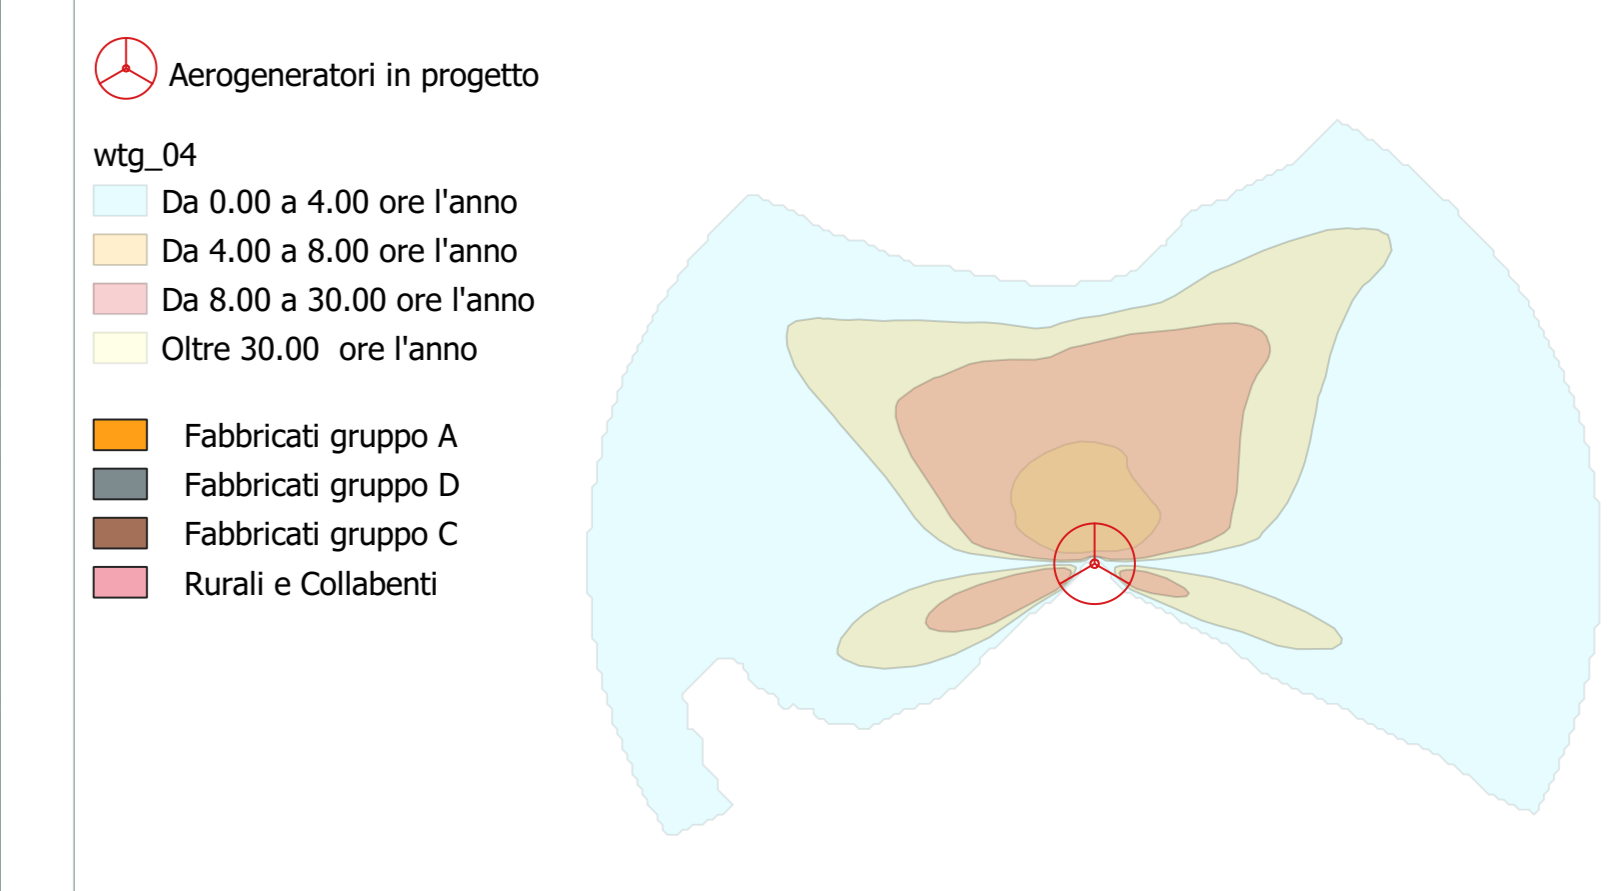 Aerogeneratori in progetto
wtg_04
Da 0.00 a 4.00 ore l'anno
Da 4.00 a 8.00 ore l'anno
Da 8.00 a 30.00 ore l'anno
Oltre 30.00  ore l'anno
Fabbricati gruppo A
Fabbricati gruppo D
Fabbricati gruppo C
Rurali e Collabenti